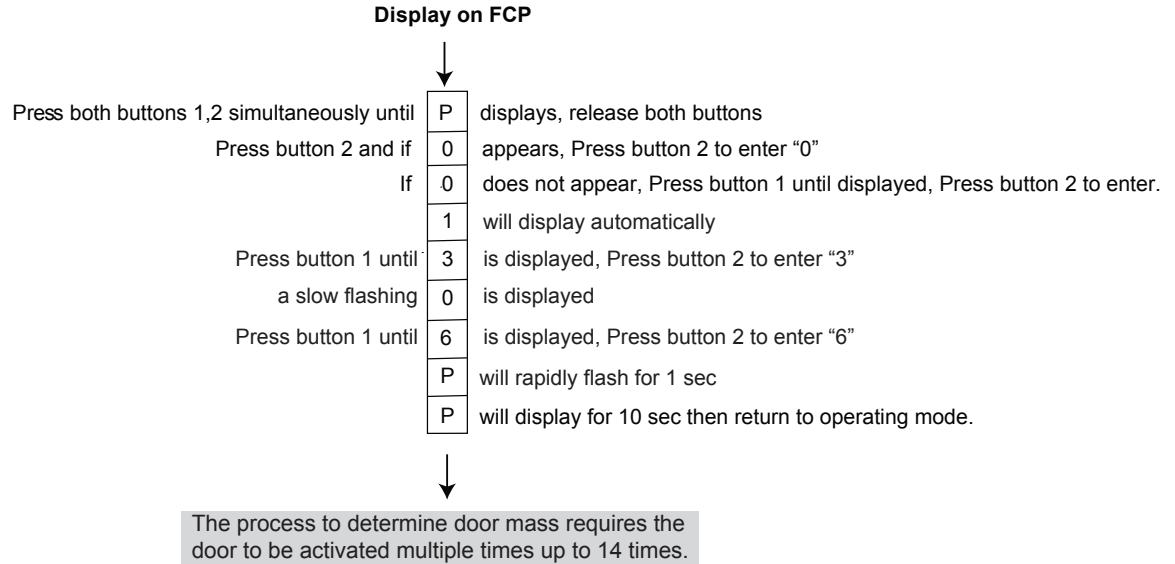 Display on FCP
Press both buttons 1,2 simultaneously until P displays, release both buttons
Press button 2 and if 0 appears, Press button 2 to enter “0”
If 0 does not appear, Press button 1 until displayed, Press button 2 to enter.
1 will display automatically
Press button 1 until 3 is displayed, Press button 2 to enter “3”
a slow flashing 0 is displayed
Press button 1 until 6 is displayed, Press button 2 to enter “6”
P will rapidly flash for 1 sec
P will display for 10 sec then return to operating mode.
The process to determine door mass requires the
door to be activated multiple times up to 14 times.